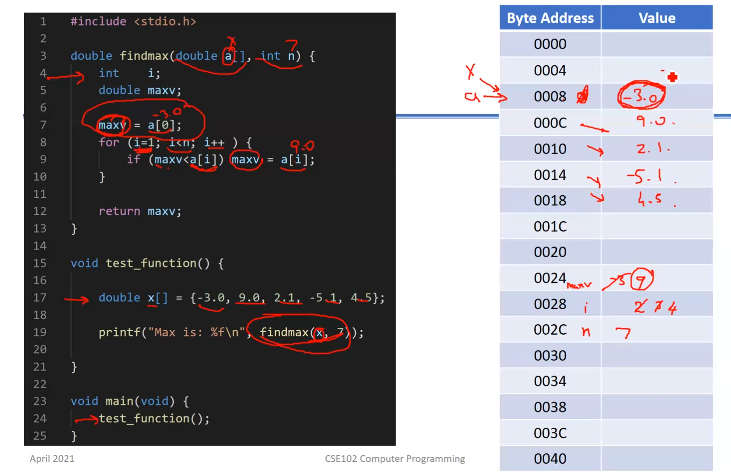 1 #include <stdio.h>
2
x 7
3 double findmax(double a[], int n) {
4 int i;
5 double maxv;
6 -3.0
7 maxv = a[0];
8 for (i=1; i<n; i++ ) { 9.0
9 if (maxv<a[i]) maxv = a[i];
10 }
11
12 return maxv;
13 }
14
15 void test_function() {
16
17 double x[] = {-3.0, 9.0, 2.1, -5.1, 4.5};
18
19 printf("Max is: %f\n", findmax(x, 7));
20
21 }
22
23 void main(void) {
24 test_function();
25 }
April 2021
CSE102 Computer Programming
Byte Address Value
0000
0004
x
a 0008 -3.0
000C 9.0
0010 2.1
0014 -5.1
0018 4.5
001C
0020
0024 maxv -3 9
0028 i 4
002C n 7
0030
0034
0038
003C
0040